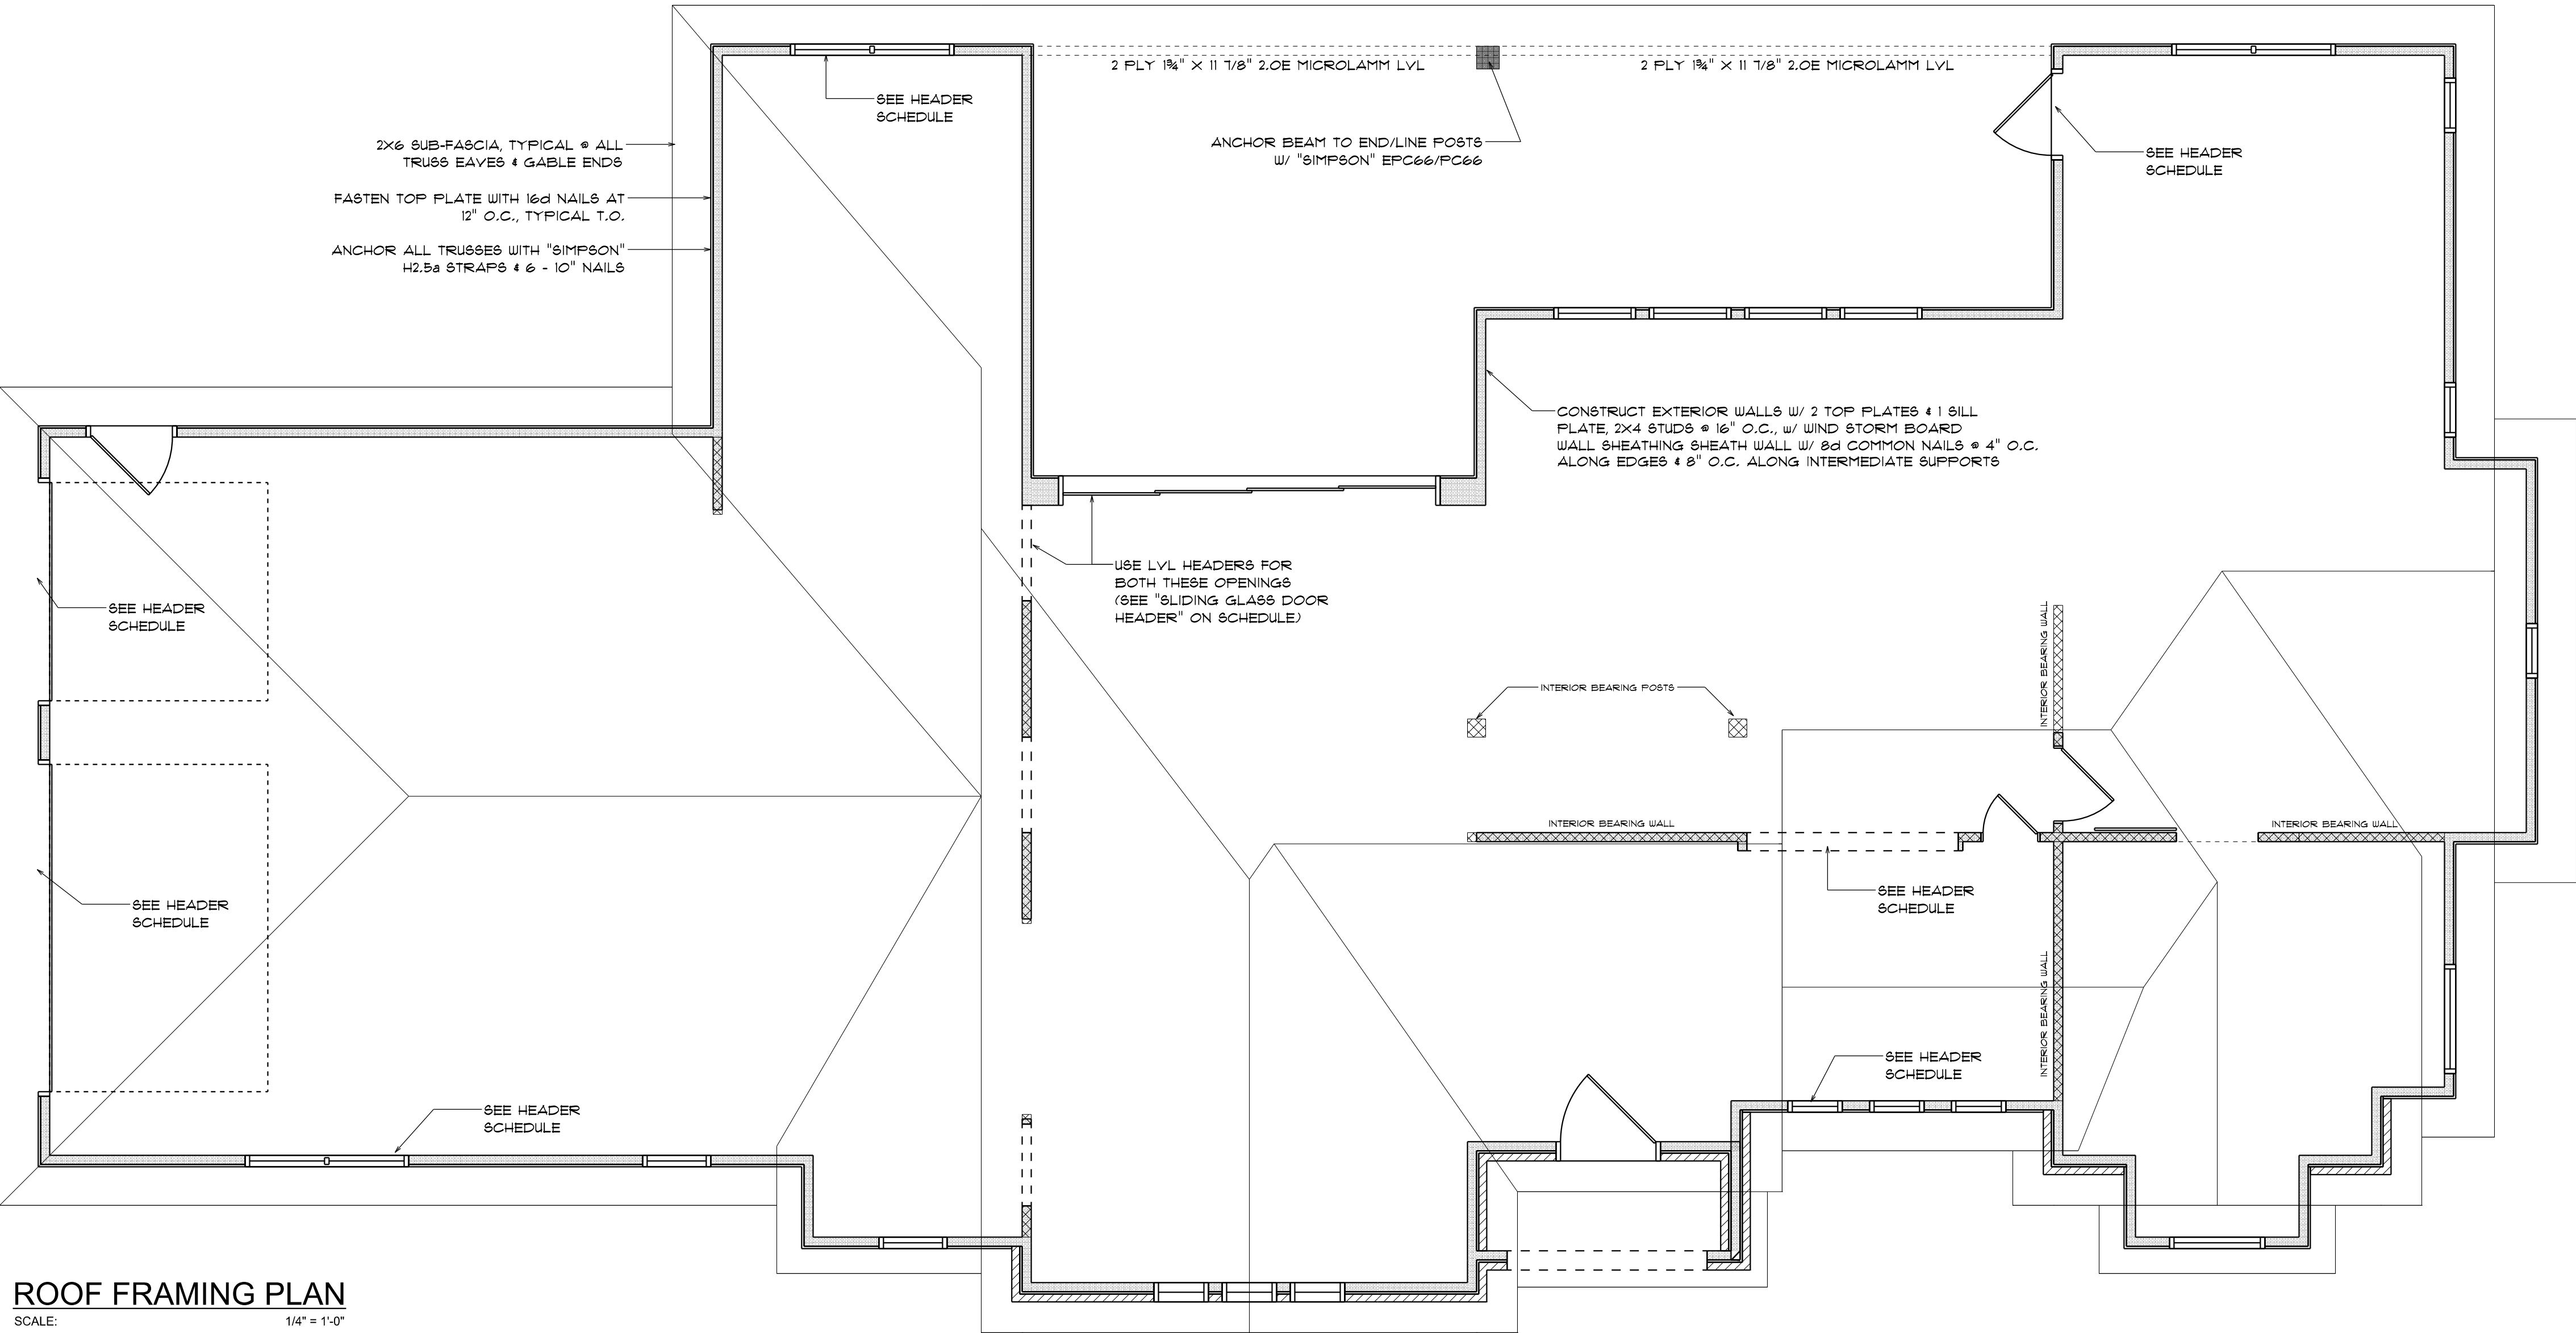 2 PLY 1¾" X 11 7/8" 2.0E MICROLAMM LVL
2 PLY 1¾" X 11 7/8" 2.0E MICROLAMM LVL
SEE HEADER
SCHEDULE
2X6 SUB-FASCIA, TYPICAL @ ALL
TRUSS EAVES & GABLE ENDS
ANCHOR BEAM TO END/LINE POSTS
W/ "SIMPSON" EPC66/PC66
SEE HEADER
SCHEDULE
FASTEN TOP PLATE WITH 16d NAILS AT
12" O.C., TYPICAL T.O.
ANCHOR ALL TRUSSES WITH "SIMPSON"
H2.5a STRAPS & 6 - 10" NAILS
CONSTRUCT EXTERIOR WALLS W/ 2 TOP PLATES & 1 SILL
PLATE, 2X4 STUDS @ 16" O.C., W/ WIND STORM BOARD
WALL SHEATHING SHEATH WALL W/ 8d COMMON NAILS @ 4" O.C.
ALONG EDGES & 8" O.C. ALONG INTERMEDIATE SUPPORTS
USE LVL HEADERS FOR
BOTH THESE OPENINGS
(SEE "SLIDING GLASS DOOR
HEADER" ON SCHEDULE)
SEE HEADER
SCHEDULE
INTERIOR BEARING WALL
INTERIOR BEARING POSTS
INTERIOR BEARING WALL
INTERIOR BEARING WALL
SEE HEADER
SCHEDULE
SEE HEADER
SCHEDULE
INTERIOR BEARING WALL
SEE HEADER
SCHEDULE
SEE HEADER
SCHEDULE
ROOF FRAMING PLAN
SCALE: 1/4" = 1'-0"